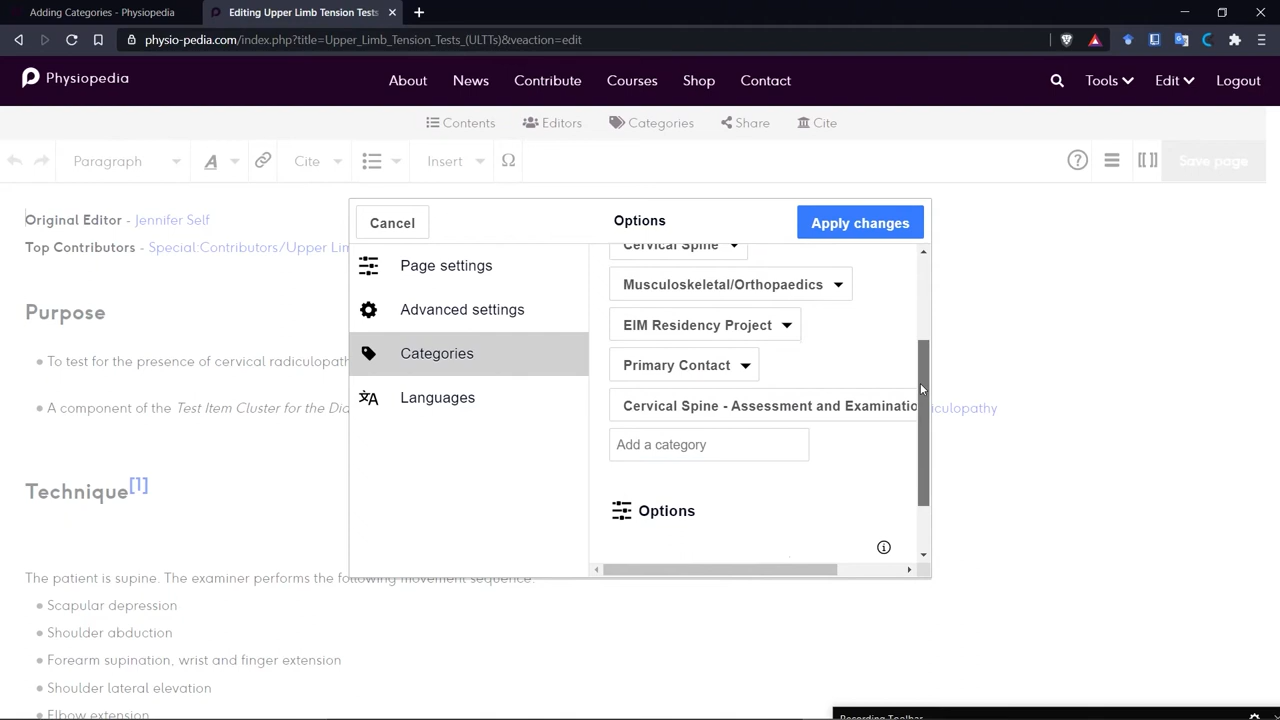 Adding Categories - Physiopedia
Editing Upper Limb Tension Tests
physio-pedia.com/index.php?title=Upper_Limb_Tension_Tests_(ULTTs)&veaction=edit
Physiopedia
About News Contribute Courses Shop Contact Tools Edit Logout
Contents Editors Categories Share Cite
Paragraph A Cite Insert Ω Save page
Original Editor - Jennifer Self
Top Contributors - Special:Contributors/Upper Lim
Cancel Options Apply changes
Page settings
Advanced settings
Categories
Languages
Cervical Spine
Musculoskeletal/Orthopaedics
EIM Residency Project
Primary Contact
Cervical Spine - Assessment and Examinatio
Add a category
Options
Purpose
To test for the presence of cervical radiculopath
A component of the Test Item Cluster for the Dia diculopathy
Technique[1]
The patient is supine. The examiner performs the following movement sequence:
Scapular depression
Shoulder abduction
Forearm supination, wrist and finger extension
Shoulder lateral elevation
Elbow extension
Recording Toolbar